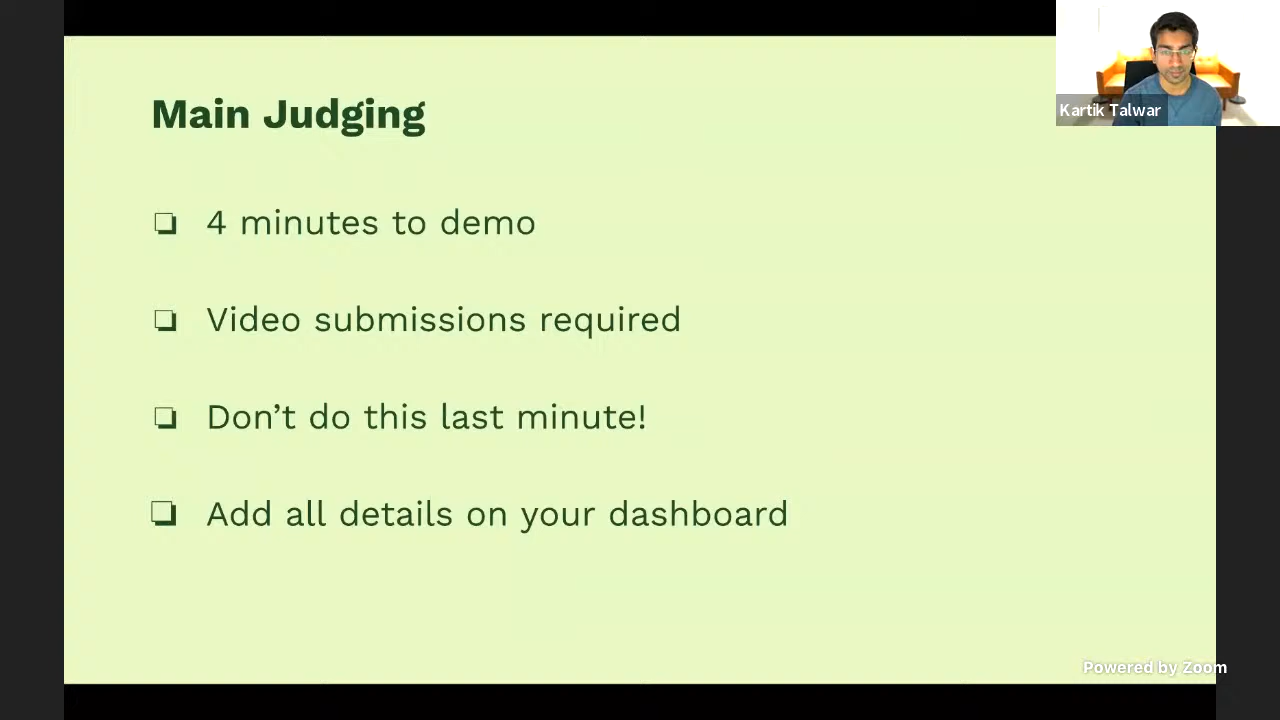 Main Judging
4 minutes to demo
Video submissions required
Don’t do this last minute!
Add all details on your dashboard
Kartik Talwar
Powered by Zoom